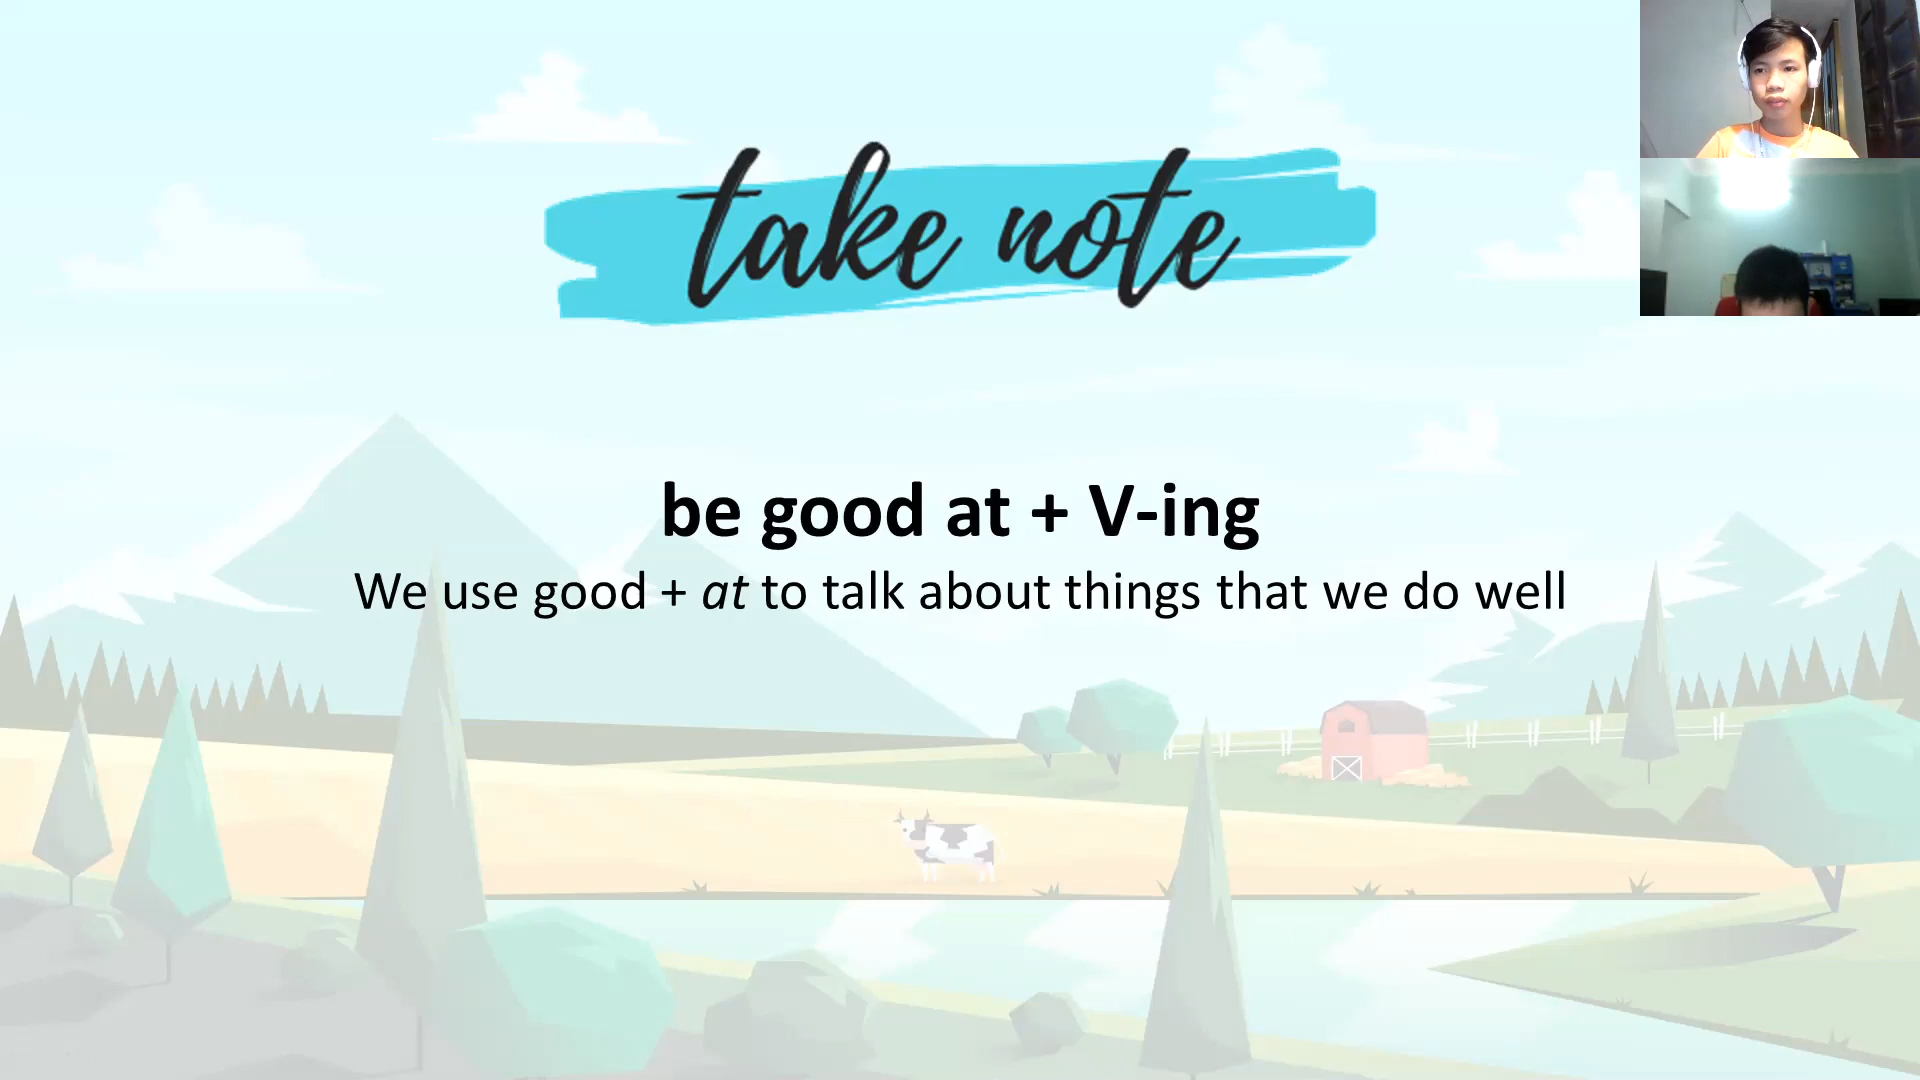 take note
be good at + V-ing
We use good + at to talk about things that we do well